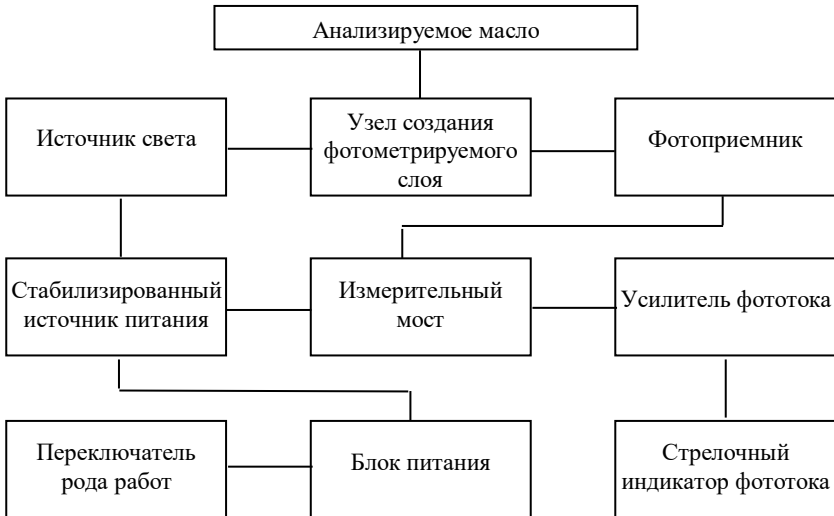 Анализируемое масло
Источник света
Узел создания
фотометрируемого
слоя
Фотоприемник
Стабилизированный
источник питания
Измерительный
мост
Усилитель фототока
Переключатель
рода работ
Блок питания
Стрелочный
индикатор фототока